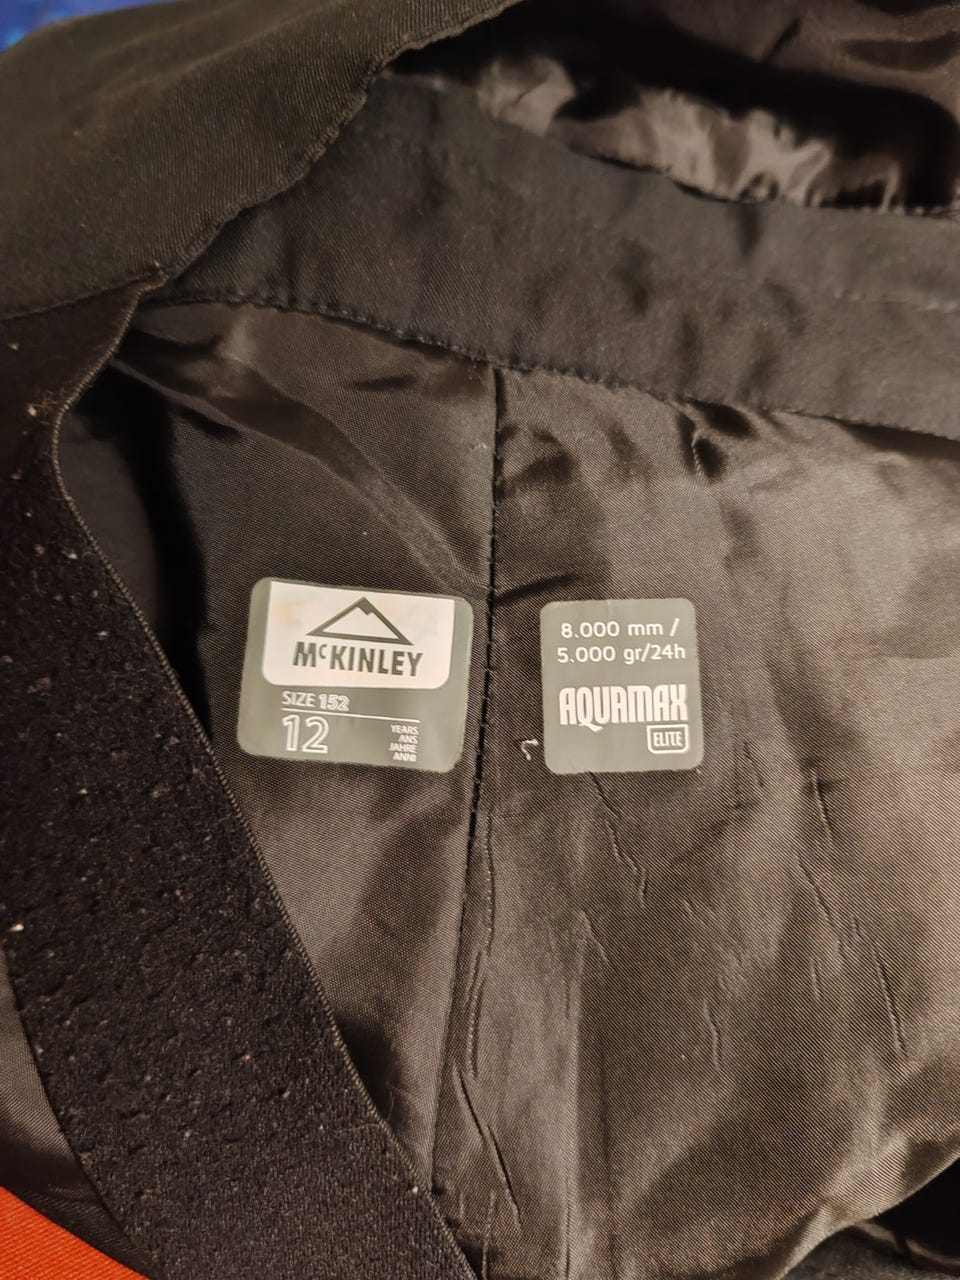 McKINLEY
SIZE 152
12
YEARS
ANS
JAHRE
ANNI
8.000 mm /
5.000 gr/24h
AQUAMAX
ELITE